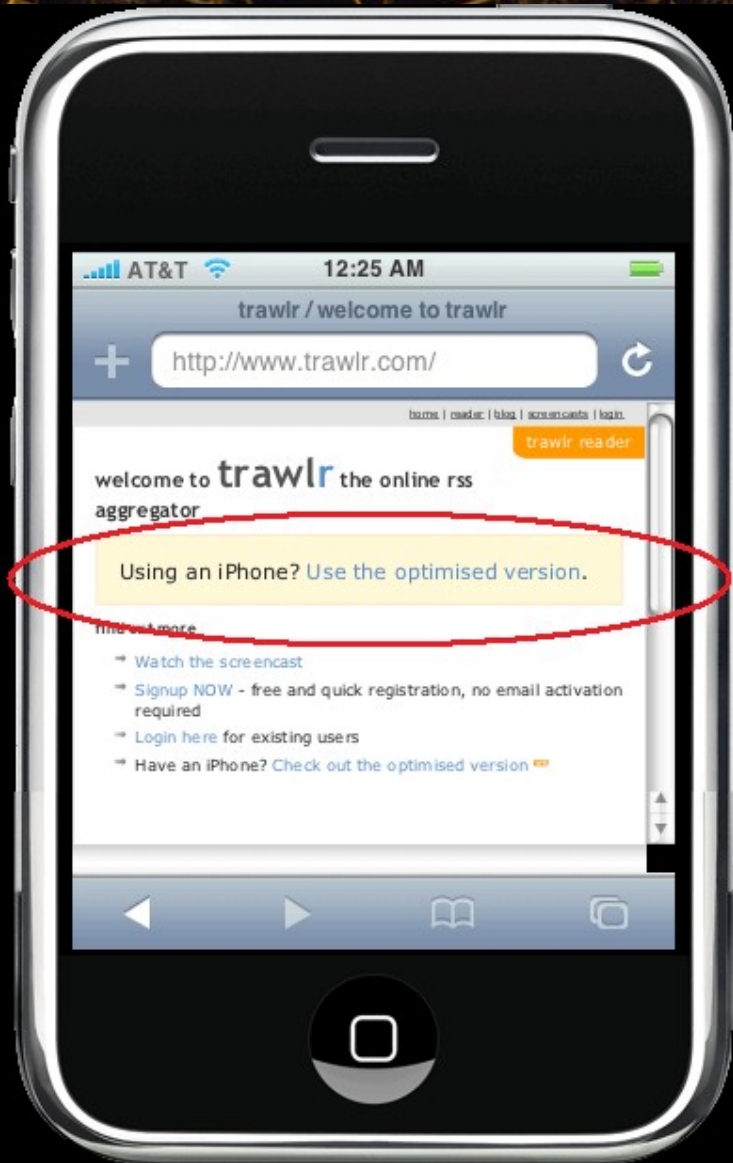 AT&T 12:25 AM
trawlr / welcome to trawlr
http://www.trawlr.com/
home | reader | blog | screencasts | login
trawlr reader
welcome to trawlr the online rss
aggregator
Using an iPhone? Use the optimised version.
find out more
Watch the screencast
Signup NOW - free and quick registration, no email activation
required
Login here for existing users
Have an iPhone? Check out the optimised version